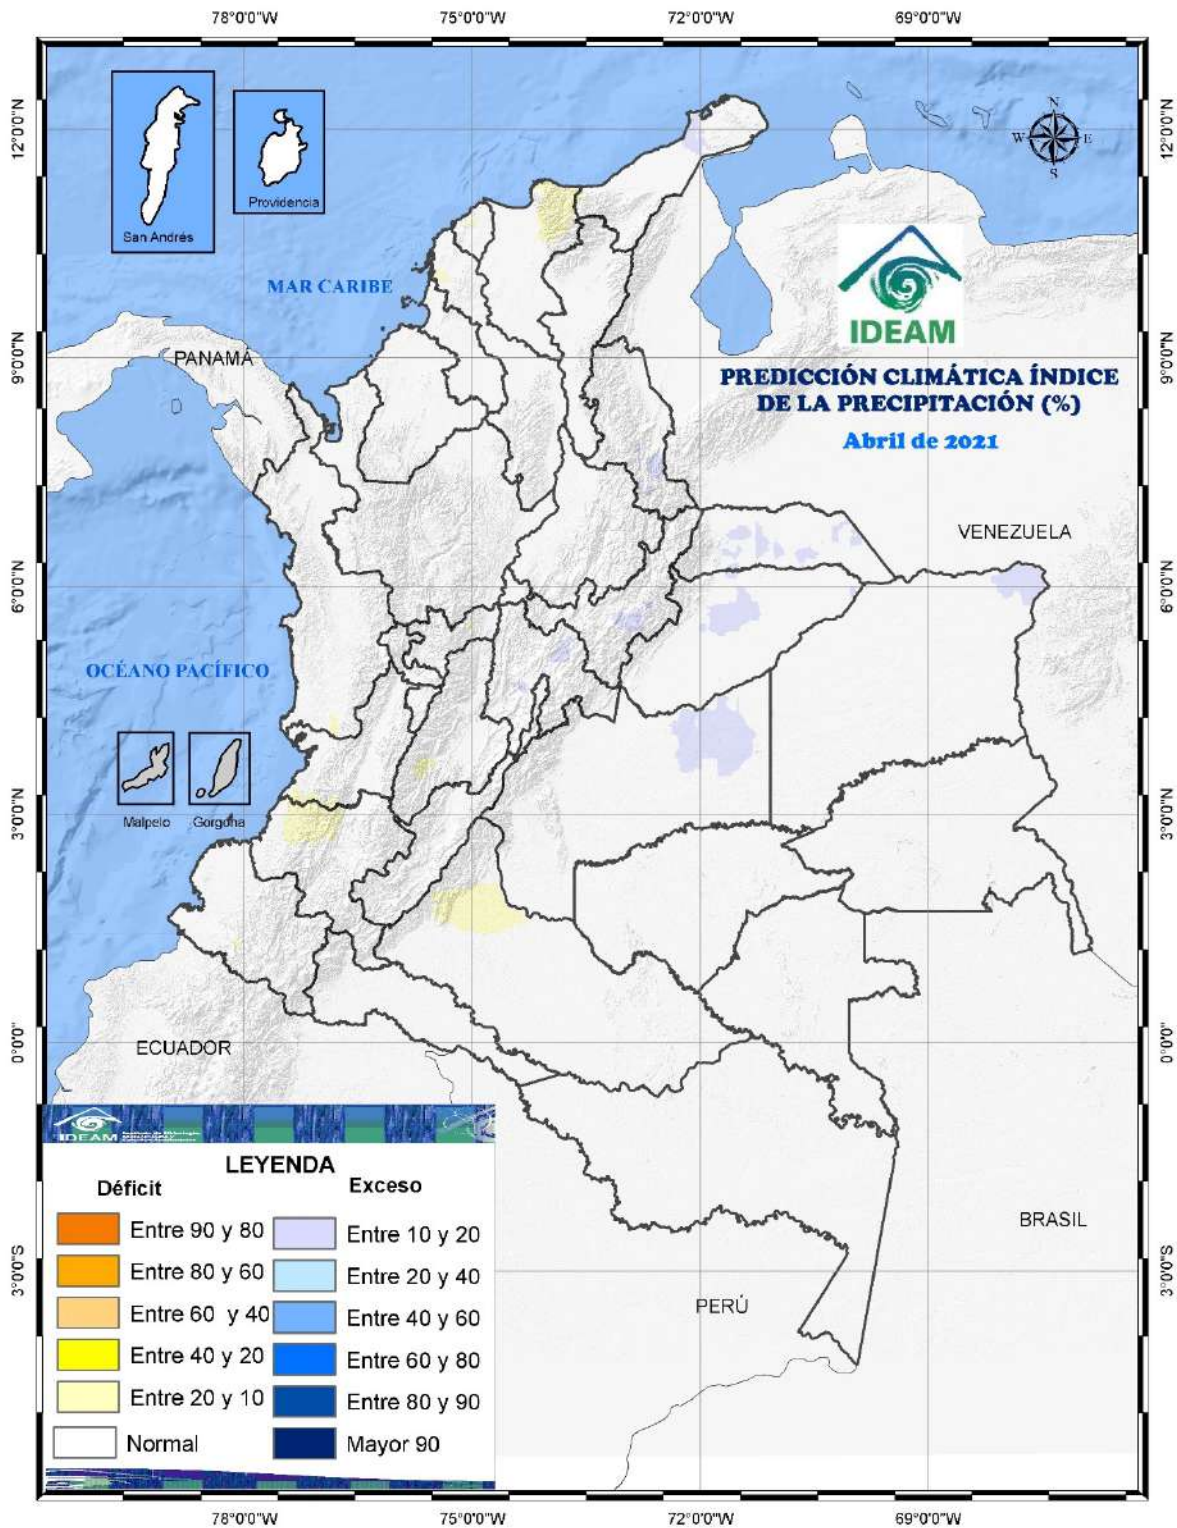 78°0'0"W
75°0'0"W
72°0'0"W
69°0'0"W
12°0'0"N
12°0'0"N
N
W
E
S
San Andrés
Providencia
MAR CARIBE
IDEAM
PANAMÁ
9°0'0"N
9°0'0"N
PREDICCIÓN CLIMÁTICA ÍNDICE
DE LA PRECIPITACIÓN (%)
Abril de 2021
VENEZUELA
6°0'0"N
6°0'0"N
OCÉANO PACÍFICO
Malpelo
Gorgona
3°0'0"N
3°0'0"N
ECUADOR
0°0'0"
0°0'0"
IDEAM
LEYENDA
Déficit
Exceso
Entre 90 y 80
Entre 10 y 20
Entre 80 y 60
Entre 20 y 40
Entre 60 y 40
Entre 40 y 60
Entre 40 y 20
Entre 60 y 80
Entre 20 y 10
Entre 80 y 90
Normal
Mayor 90
BRASIL
PERÚ
3°0'0"S
3°0'0"S
78°0'0"W
75°0'0"W
72°0'0"W
69°0'0"W